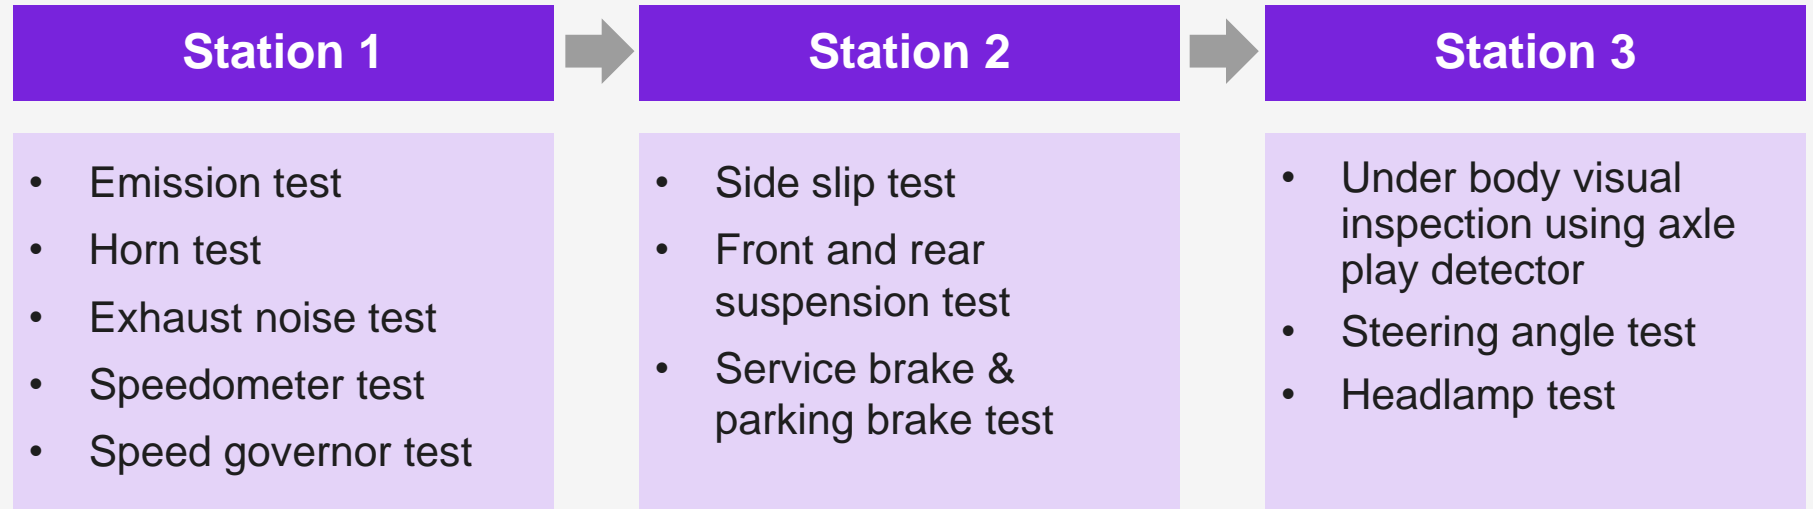 Station 1
Station 2
Station 3
• Emission test
• Horn test
• Exhaust noise test
• Speedometer test
• Speed governor test
• Side slip test
• Front and rear
suspension test
• Service brake &
parking brake test
• Under body visual
inspection using axle
play detector
• Steering angle test
• Headlamp test